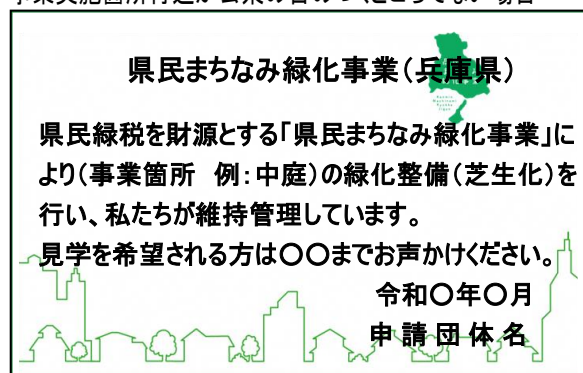 県民まちなみ緑化事業(兵庫県)
県民緑税を財源とする「県民まちなみ緑化事業」に
より(事業箇所 例:中庭)の緑化整備(芝生化)を
行い、私たちが維持管理しています。
見学を希望される方は〇〇までお声かけください。
令和〇年〇月
申請団体名